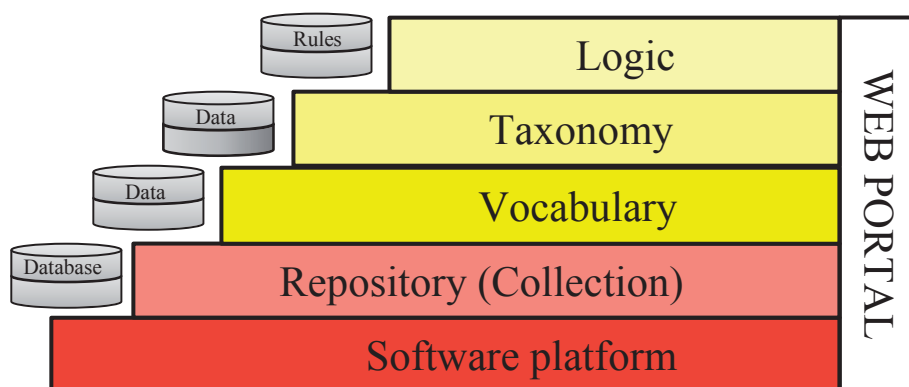 Rules
Logic
Data
Taxonomy
Data
Vocabulary
Database
Repository (Collection)
Software platform
WEB PORTAL